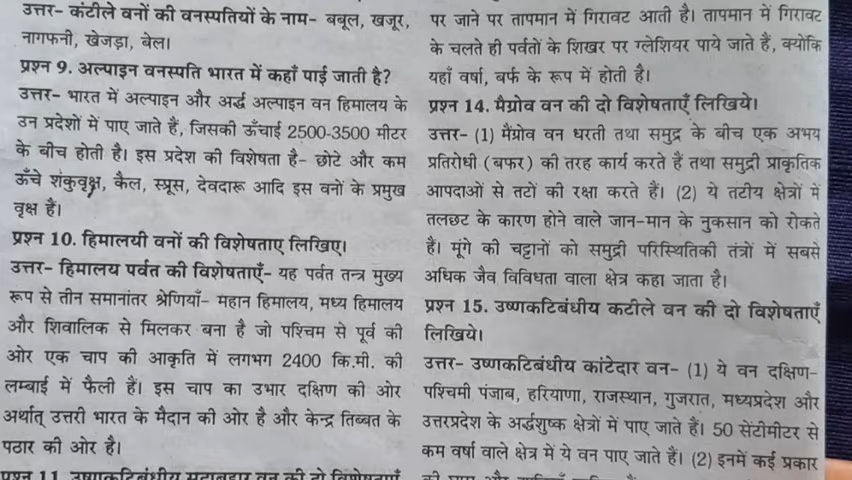 उत्तर- कंटीले वनों की वनस्पतियों के नाम- बबूल, खजूर,
नागफनी, खेजड़ा, बेल।
प्रश्न 9. अल्पाइन वनस्पति भारत में कहाँ पाई जाती है?
उत्तर- भारत में अल्पाइन और अर्द्ध अल्पाइन वन हिमालय के
उन प्रदेशों में पाए जाते हैं, जिसकी ऊँचाई 2500-3500 मीटर
के बीच होती है। इस प्रदेश की विशेषता है- छोटे और कम
ऊँचे शंकुवृक्ष, कैल, स्प्रूस, देवदारू आदि इस वनों के प्रमुख
वृक्ष हैं।
प्रश्न 10. हिमालयी वनों की विशेषताए लिखिए।
उत्तर- हिमालय पर्वत की विशेषताएँ- यह पर्वत तन्त्र मुख्य
रूप से तीन समानांतर श्रेणियाँ- महान हिमालय, मध्य हिमालय
और शिवालिक से मिलकर बना है जो पश्चिम से पूर्व की
ओर एक चाप की आकृति में लगभग 2400 कि.मी. की
लम्बाई में फैली हैं। इस चाप का उभार दक्षिण की ओर
अर्थात् उत्तरी भारत के मैदान की ओर है और केन्द्र तिब्बत के
पठार की ओर है।
प्रश्न 11. उष्णकटिबंधीय सदाबहार वन की दो विशेषताएँ
पर जाने पर तापमान में गिरावट आती है। तापमान में गिरावट
के चलते ही पर्वतों के शिखर पर ग्लेशियर पाये जाते हैं, क्योकि
यहाँ वर्षा, बर्फ के रूप में होती है।
प्रश्न 14. मैग्रोव वन की दो विशेषताएँ लिखिये।
उत्तर- (1) मैंग्रोव वन धरती तथा समुद्र के बीच एक अभय
प्रतिरोधी (बफर) की तरह कार्य करते हैं तथा समुद्री प्राकृतिक
आपदाओं से तटों की रक्षा करते हैं। (2) ये तटीय क्षेत्रों में
तलछट के कारण होने वाले जान-मान के नुकसान को रोकते
है। मूंगे की चट्टानों को समुद्री परिस्थितिकी तंत्रों में सबसे
अधिक जैव विविधता वाला क्षेत्र कहा जाता है।
प्रश्न 15. उष्णकटिबंधीय कटीले वन की दो विशेषताएँ
लिखिये।
उत्तर- उष्णकटिबंधीय कांटेदार वन- (1) ये वन दक्षिण-
पश्चिमी पंजाब, हरियाणा, राजस्थान, गुजरात, मध्यप्रदेश और
उत्तरप्रदेश के अर्द्धशुष्क क्षेत्रों में पाए जाते हैं। 50 सेंटीमीटर से
कम वर्षा वाले क्षेत्र में ये वन पाए जाते हैं। (2) इनमें कई प्रकार